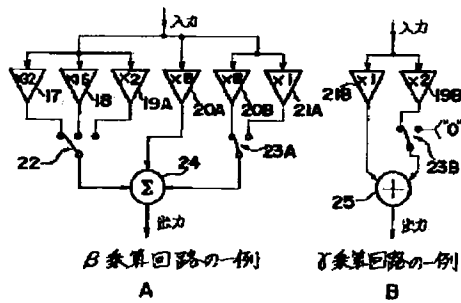 入力
×32 ×16 ×2 ×8 ×8 ×1
17 18 19A 20A 20B 21A
22 23A
24
Σ
出力
β乗算回路の一例
A
入力
×1 ×2
21B 19B
"0"
23B
25
出力
γ乗算回路の一例
B